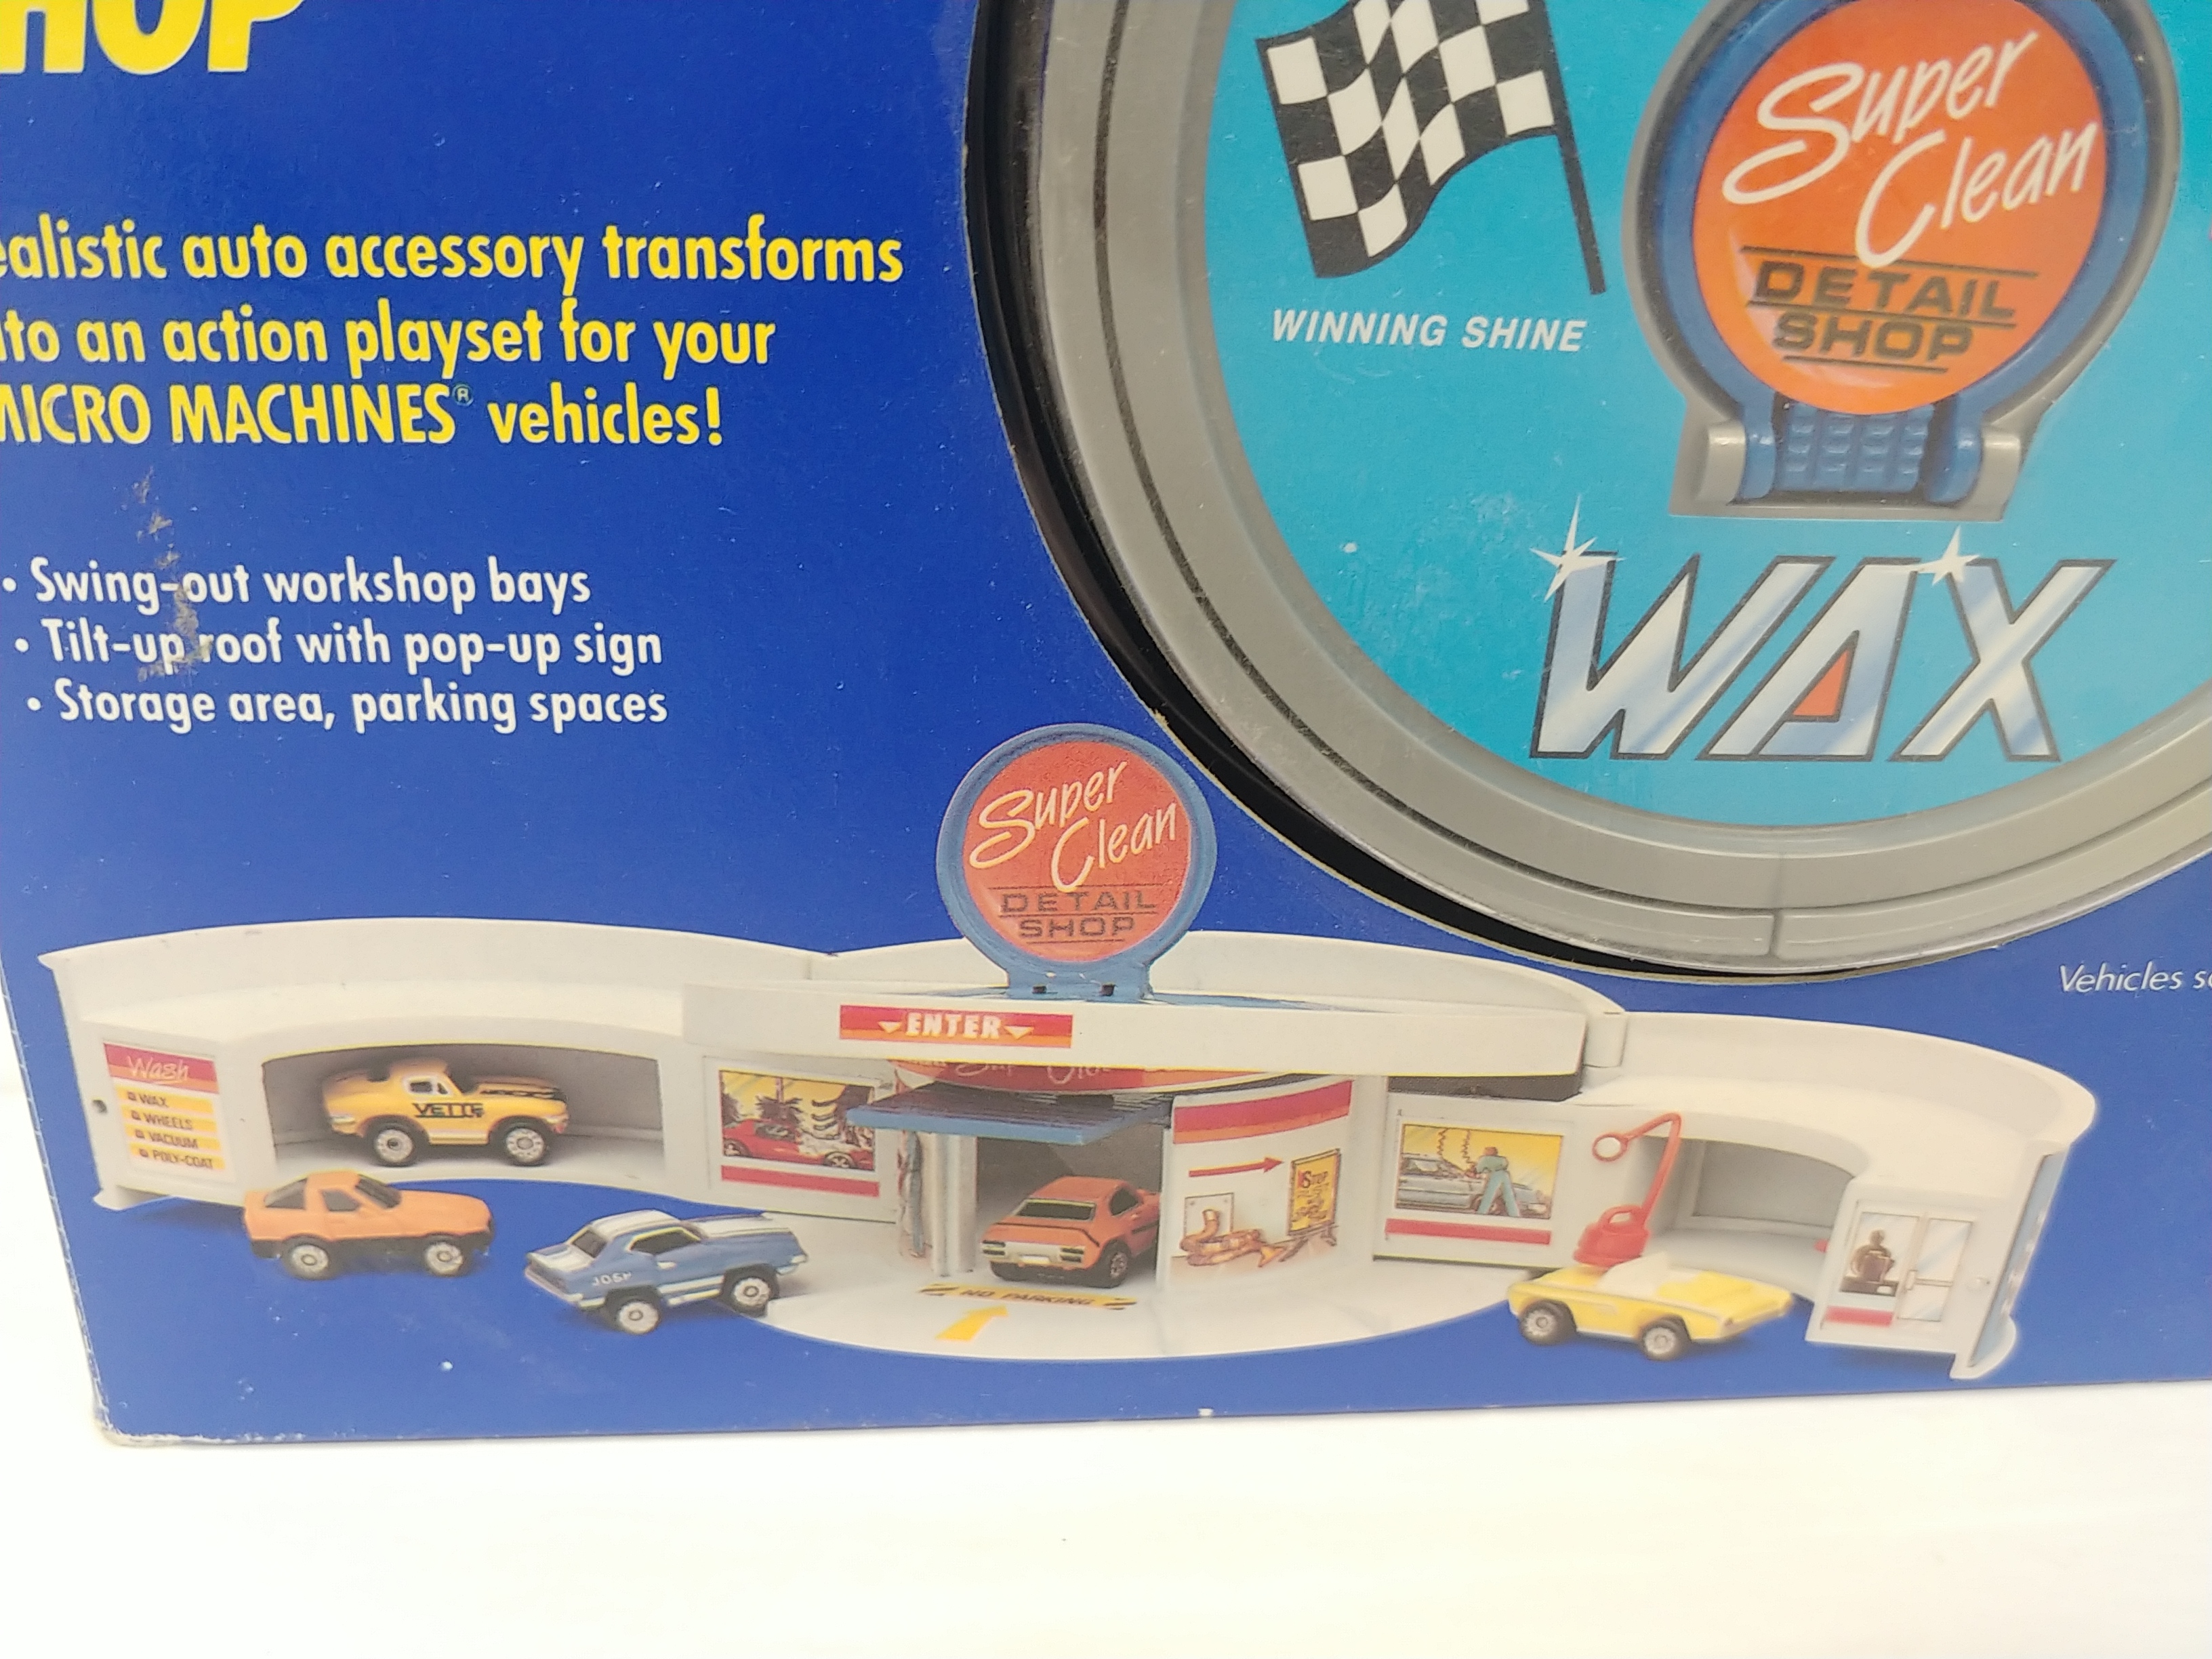 HOP
ealistic auto accessory transforms
to an action playset for your
MICRO MACHINES® vehicles!
• Swing-out workshop bays
• Tilt-up roof with pop-up sign
• Storage area, parking spaces
Super
Clean
DETAIL
SHOP
WINNING SHINE
WAX
Super
Clean
DETAIL
SHOP
Vehicles s
ENTER
Wash
WAX
WHEELS
VACUUM
POLY-COAT
VETTE
STOP
NO PARKING